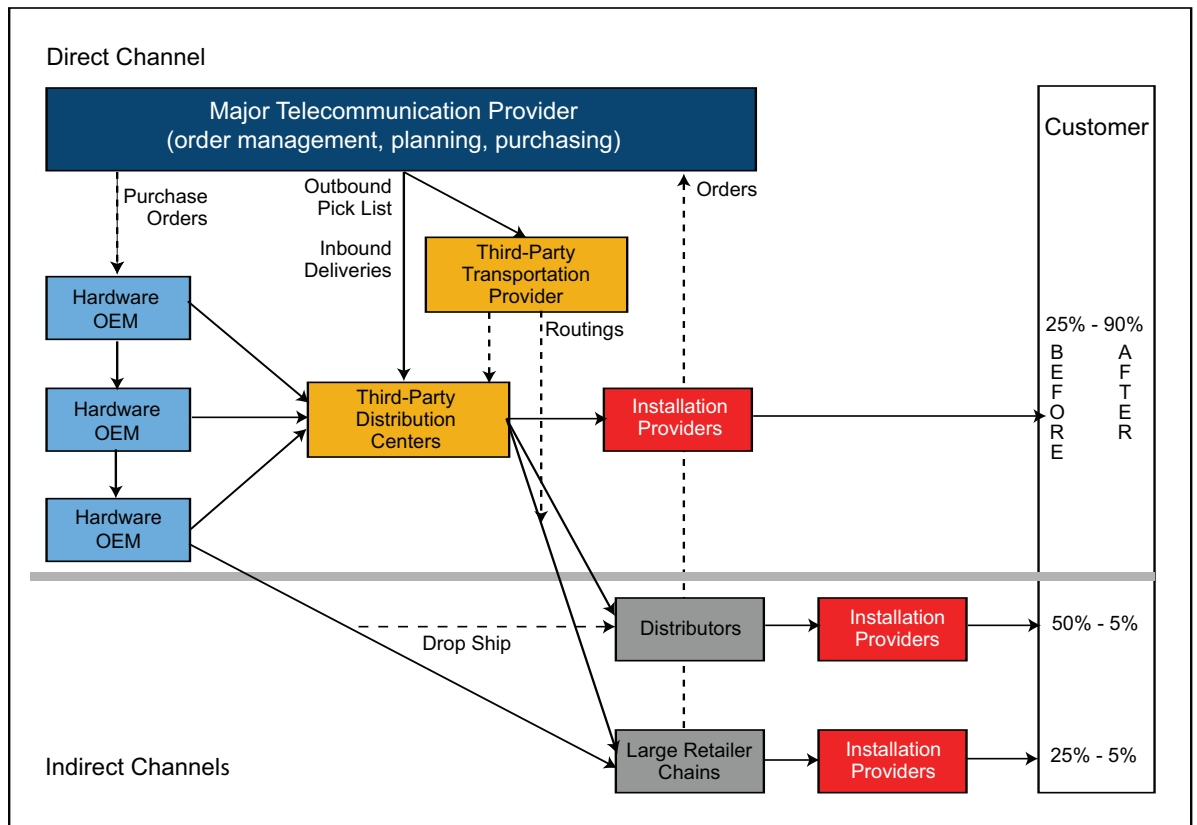 Direct Channel
Major Telecommunication Provider
(order management, planning, purchasing)
Customer
Purchase
Orders
Outbound
Pick List
Inbound
Deliveries
Orders
Third-Party
Transportation
Provider
Routings
Hardware
OEM
Hardware
OEM
Hardware
OEM
Third-Party
Distribution
Centers
Installation
Providers
25% - 90%
BEFORE
AFTER
Drop Ship
Distributors
Installation
Providers
50% - 5%
Indirect Channels
Large Retailer
Chains
Installation
Providers
25% - 5%